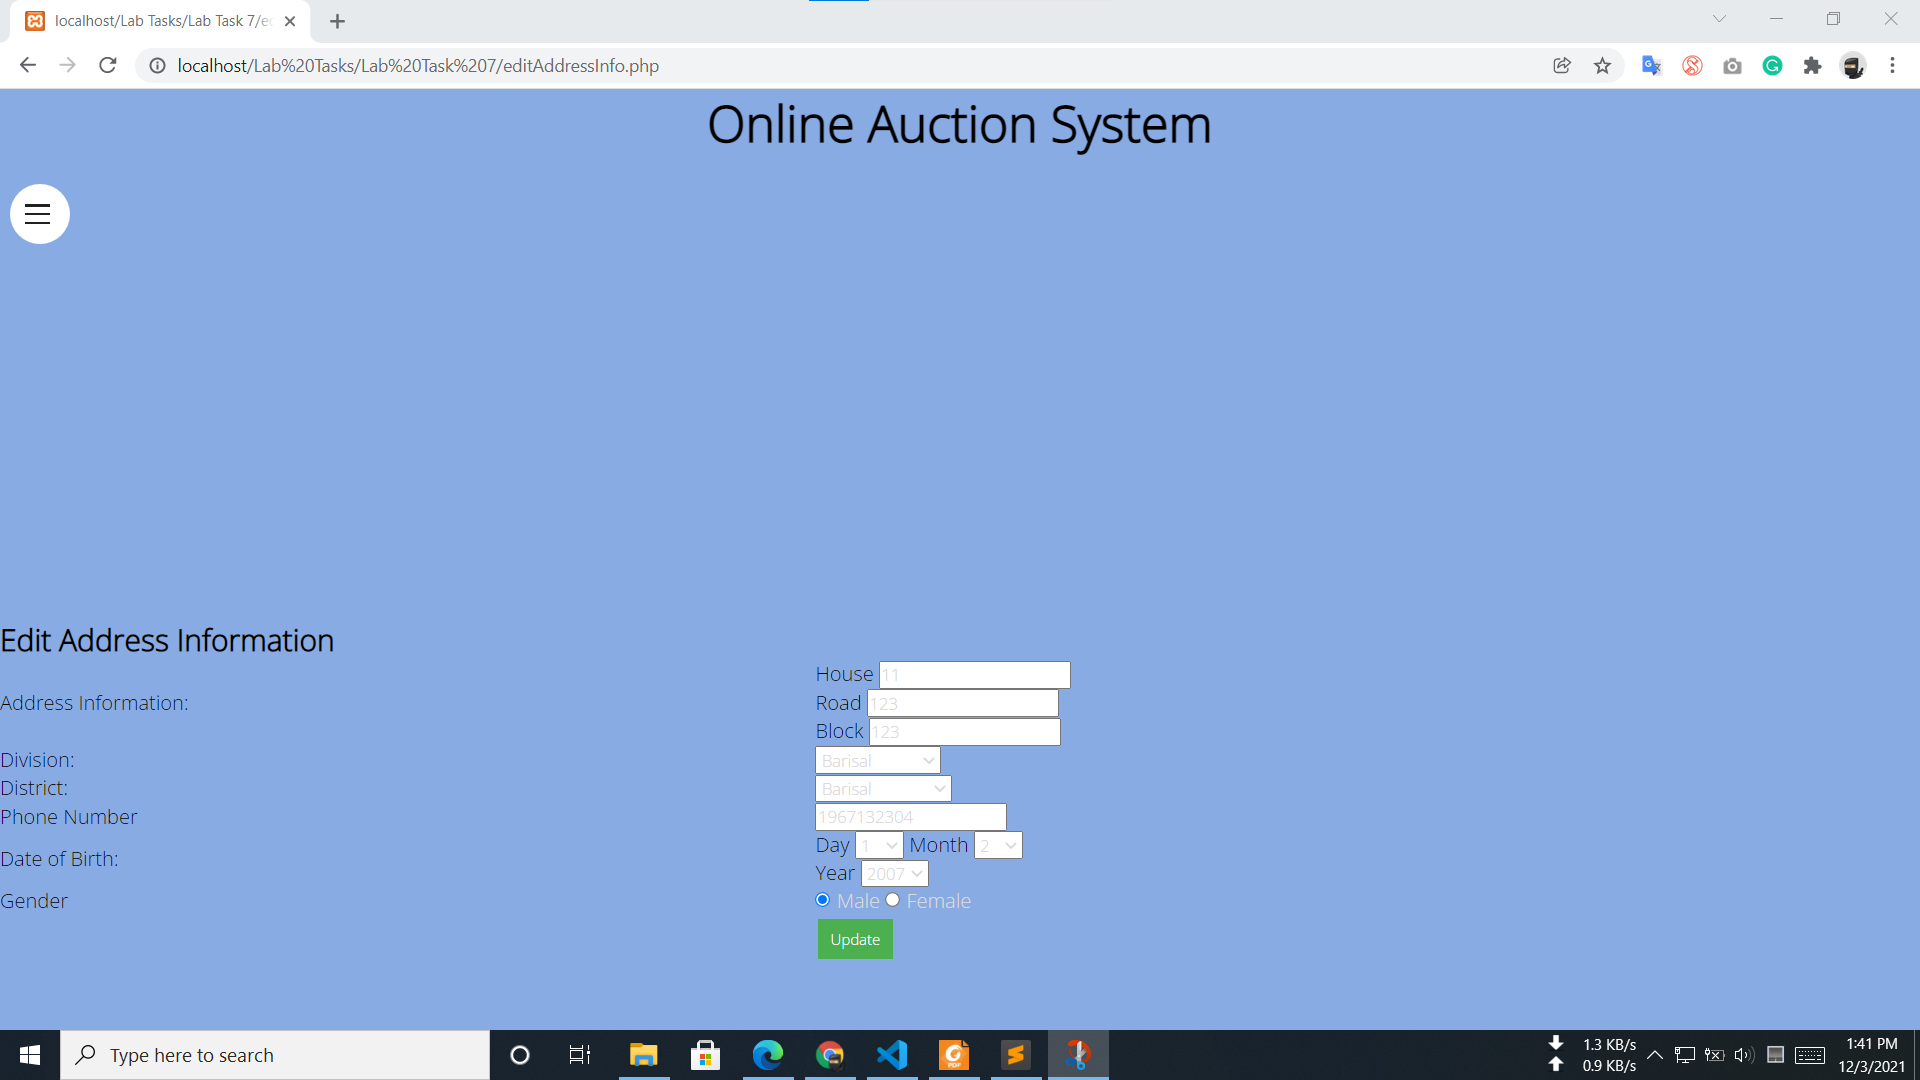 localhost/Lab Tasks/Lab Task 7/e
localhost/Lab%20Tasks/Lab%20Task%207/editAddressInfo.php
Online Auction System
Edit Address Information
House 11
Address Information:
Road 123
Block 123
Division: Barisal
District: Barisal
Phone Number 1967132304
Day 1 Month 2
Date of Birth:
Year 2007
Gender Male Female
Update
Type here to search
PDF
1.3 KB/s
0.9 KB/s
1:41 PM
12/3/2021